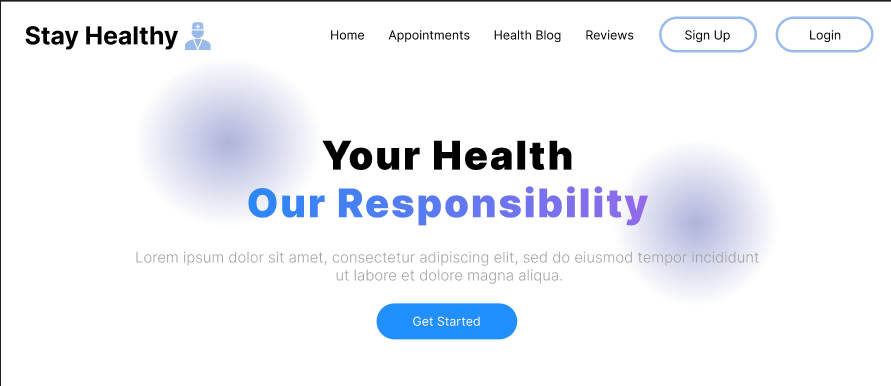 Stay Healthy
Home Appointments Health Blog Reviews Sign Up Login
Your Health
Our Responsibility
Lorem ipsum dolor sit amet, consectetur adipiscing elit, sed do eiusmod tempor incididunt
ut labore et dolore magna aliqua.
Get Started